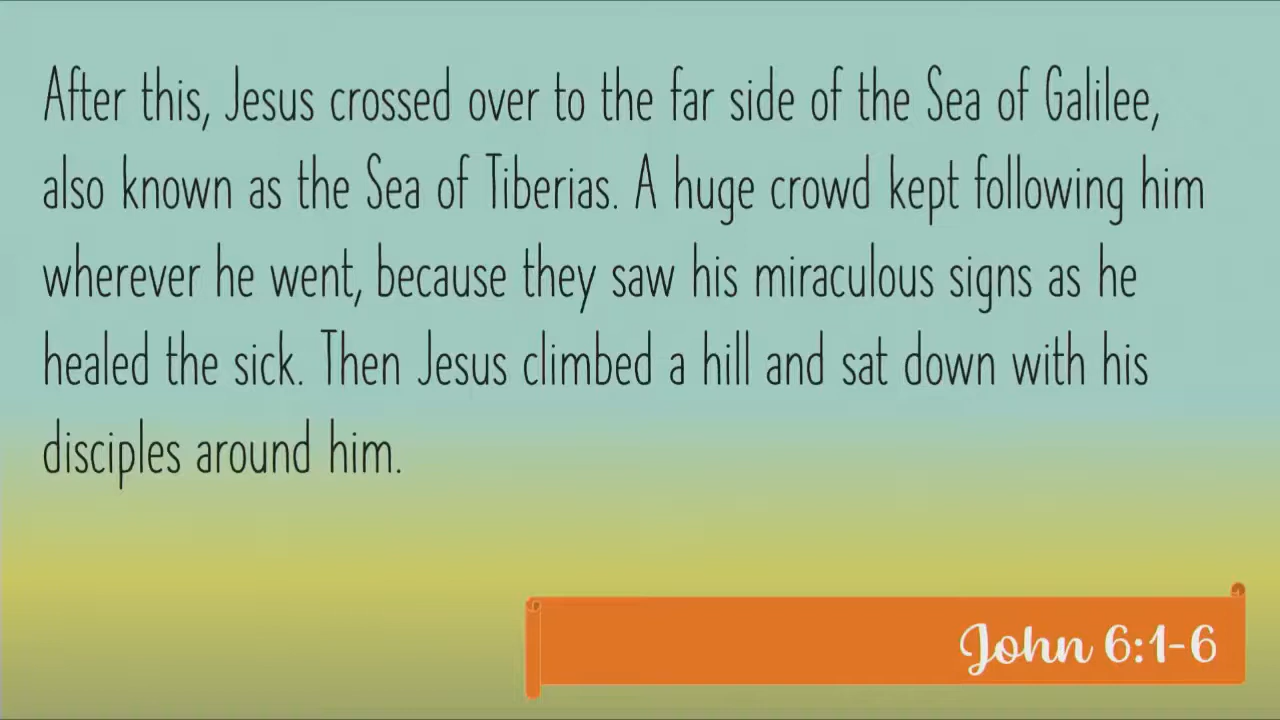 After this, Jesus crossed over to the far side of the Sea of Galilee,
also known as the Sea of Tiberias. A huge crowd kept following him
wherever he went, because they saw his miraculous signs as he
healed the sick. Then Jesus climbed a hill and sat down with his
disciples around him.
John 6:1-6